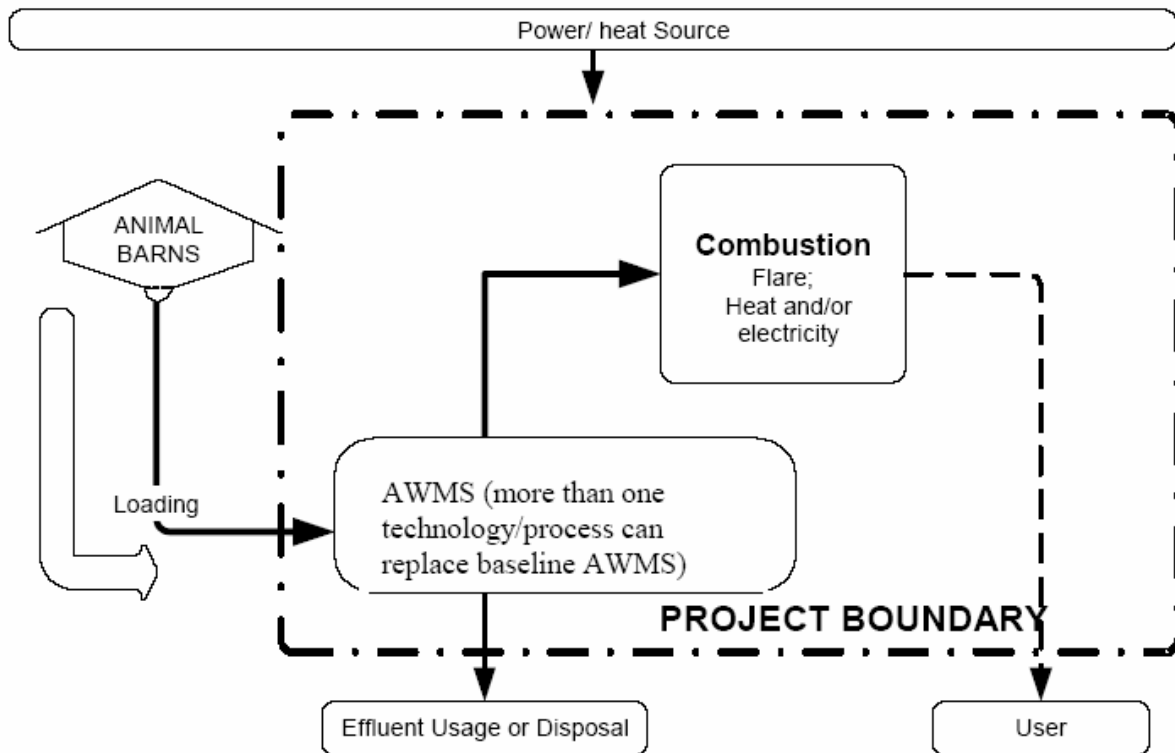 Power/ heat Source
ANIMAL
BARNS
Combustion
Flare;
Heat and/or
electricity
Loading
AWMS (more than one
technology/process can
replace baseline AWMS)
PROJECT BOUNDARY
Effluent Usage or Disposal
User